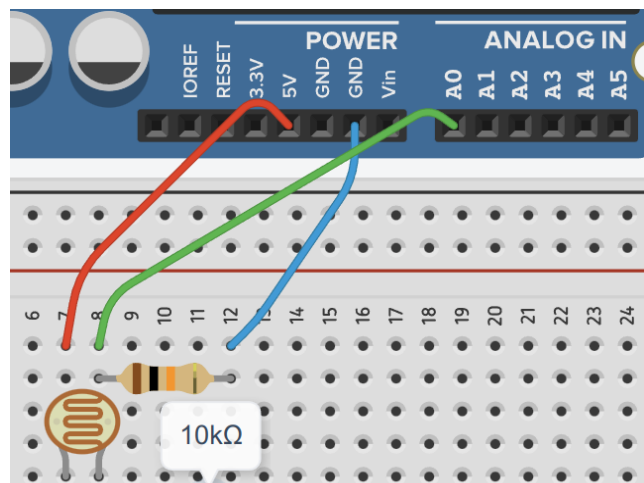 POWER
ANALOG IN
IOREF
RESET
3.3V
5V
GND
GND
Vin
A0
A1
A2
A3
A4
A5
6 7 8 9 10 11 12 13 14 15 16 17 18 19 20 21 22 23 24
10kΩ